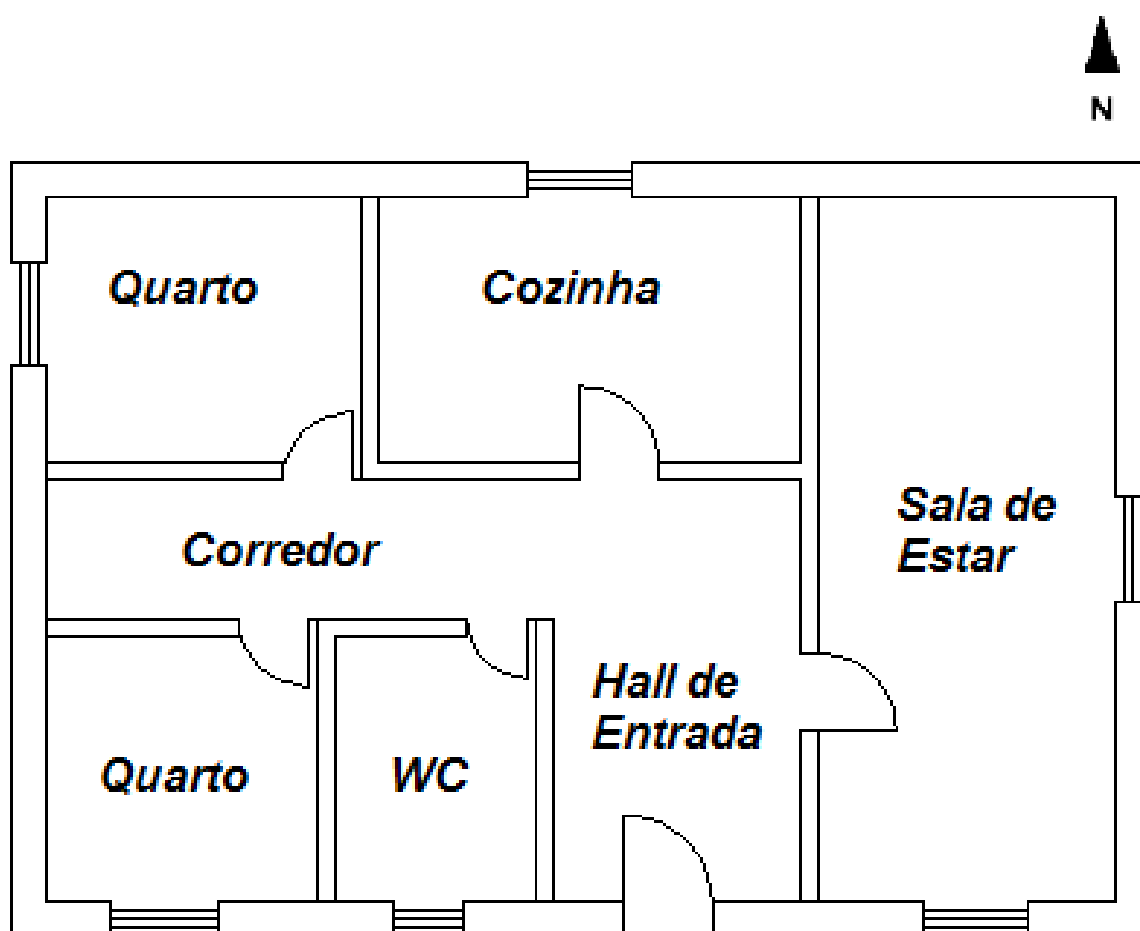 N
Quarto
Cozinha
Sala de
Estar
Corredor
Hall de
Entrada
Quarto
WC